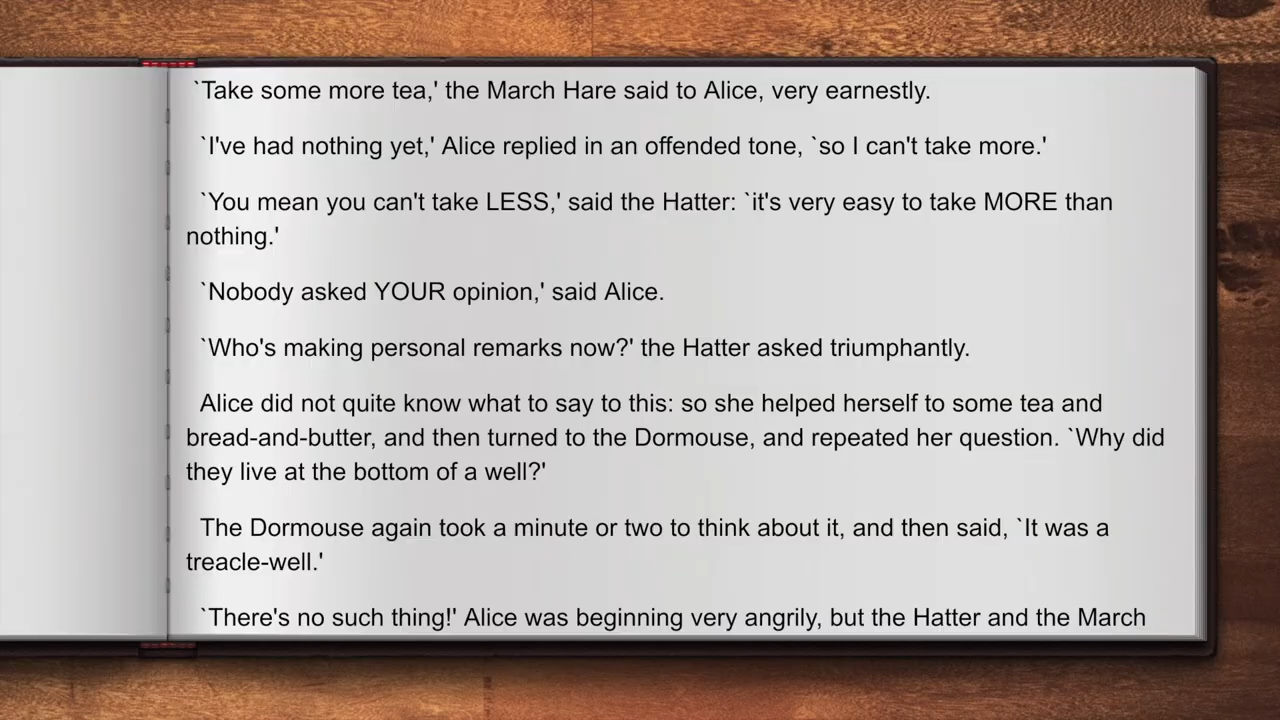 `Take some more tea,' the March Hare said to Alice, very earnestly.
`I've had nothing yet,' Alice replied in an offended tone, `so I can't take more.'
`You mean you can't take LESS,' said the Hatter: `it's very easy to take MORE than
nothing.'
`Nobody asked YOUR opinion,' said Alice.
`Who's making personal remarks now?' the Hatter asked triumphantly.
Alice did not quite know what to say to this: so she helped herself to some tea and
bread-and-butter, and then turned to the Dormouse, and repeated her question. `Why did
they live at the bottom of a well?'
The Dormouse again took a minute or two to think about it, and then said, `It was a
treacle-well.'
`There's no such thing!' Alice was beginning very angrily, but the Hatter and the March